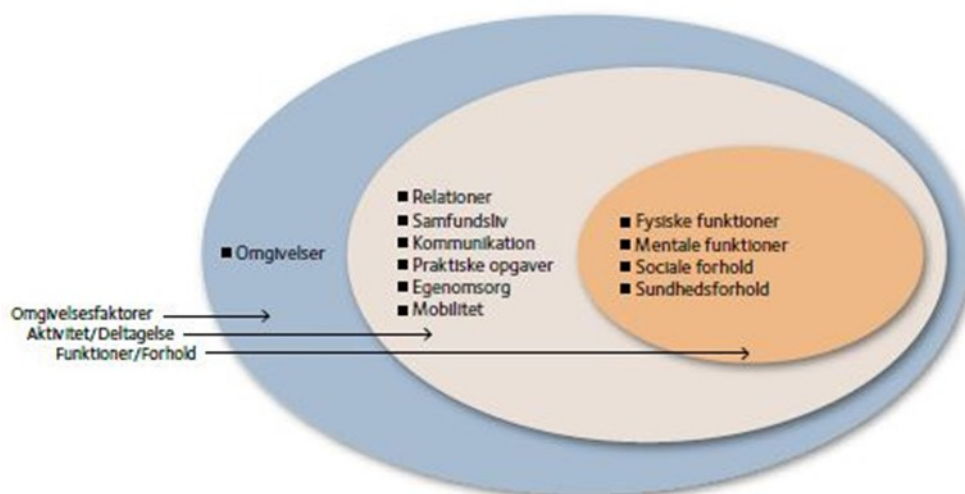 ■ Relationer
■ Samfundsliv
■ Kommunikation
■ Praktiske opgaver
■ Egenomsorg
■ Mobilitet
■ Fysiske funktioner
■ Mentale funktioner
■ Sociale forhold
■ Sundhedsforhold
■ Omgivelser
Omgivelsesfaktorer
Aktivitet/Deltagelse
Funktioner/Forhold